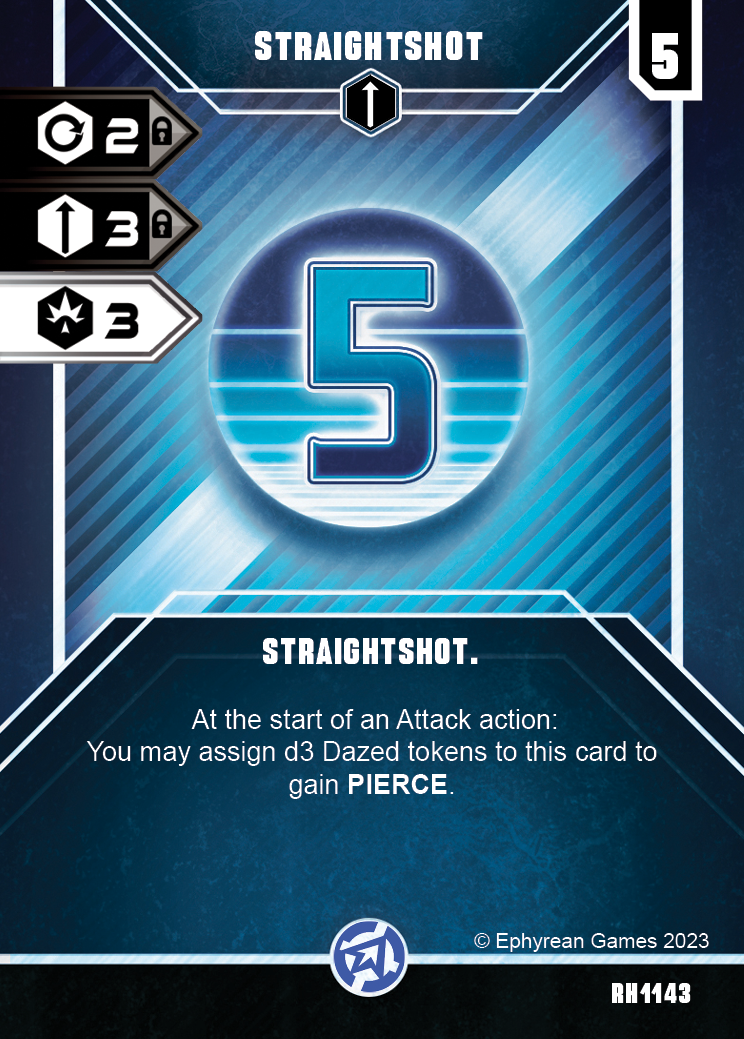 STRAIGHTSHOT
5
2
3
3
5
STRAIGHTSHOT.
At the start of an Attack action:
You may assign d3 Dazed tokens to this card to
gain PIERCE.
© Ephyrean Games 2023
RH1143